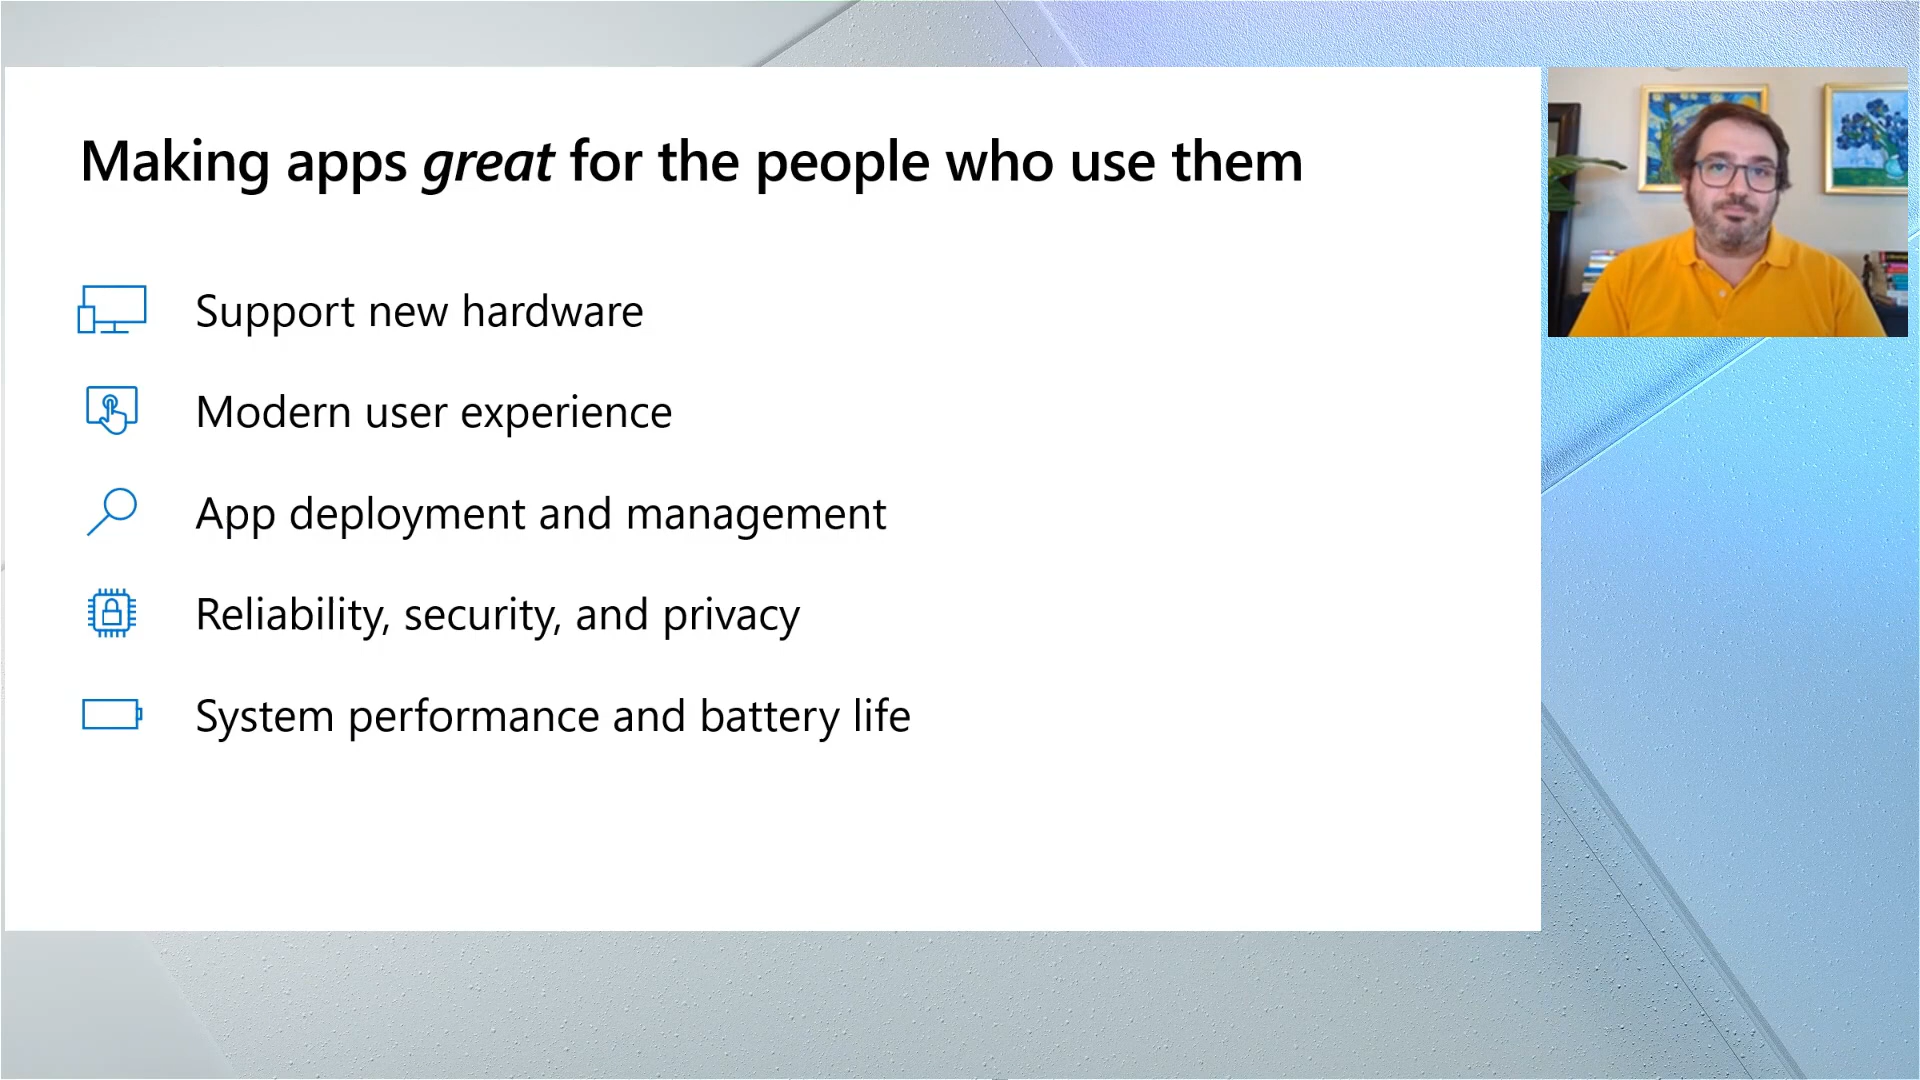 Making apps great for the people who use them
Support new hardware
Modern user experience
App deployment and management
Reliability, security, and privacy
System performance and battery life